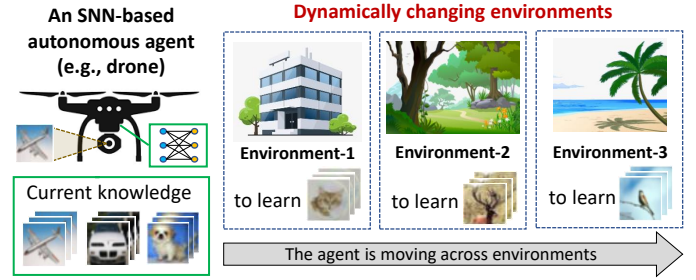 An SNN-based
autonomous agent
(e.g., drone)
Current knowledge
Dynamically changing environments
Environment-1
to learn
Environment-2
to learn
Environment-3
to learn
The agent is moving across environments